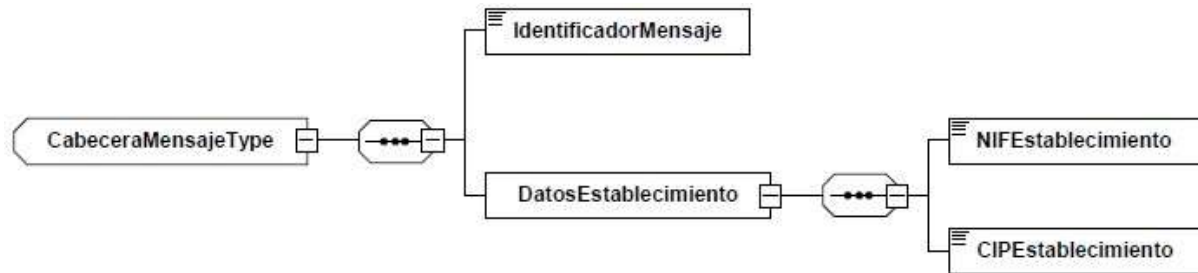 IdentificadorMensaje
CabeceraMensajeType
NIFEstablecimiento
DatosEstablecimiento
CIPEstablecimiento